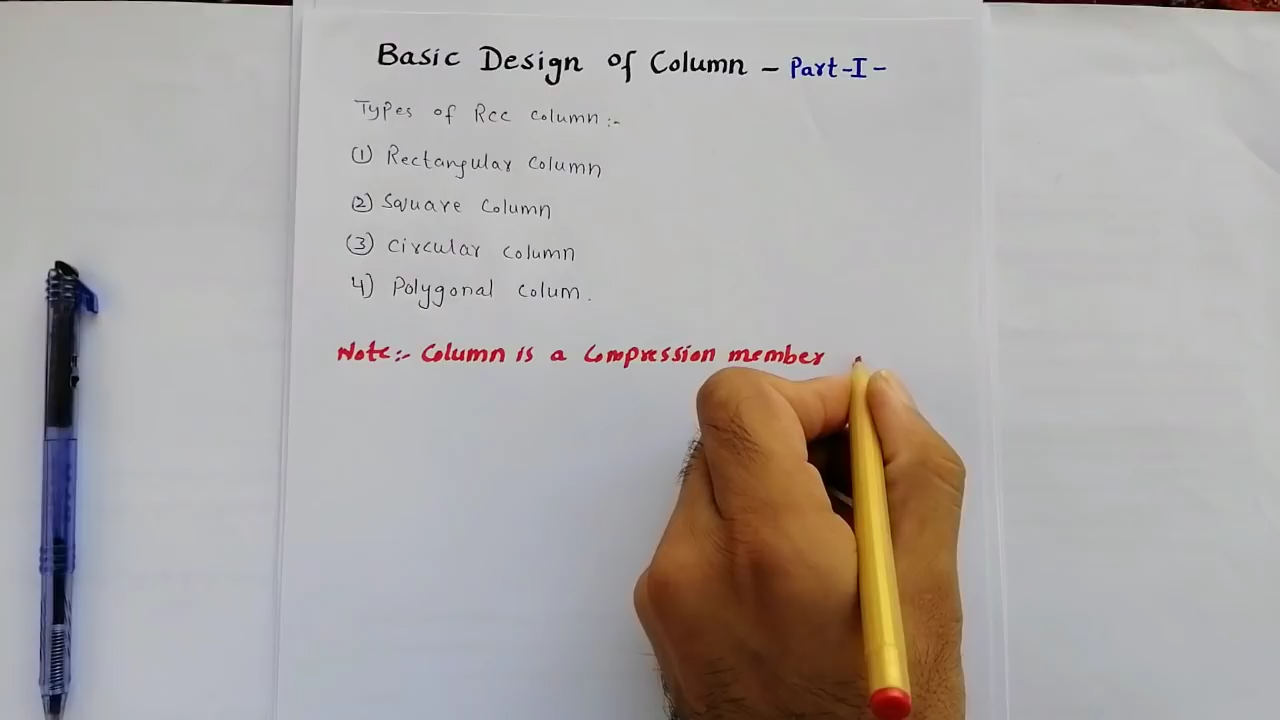 Basic Design of Column - Part-I-
Types of Rcc column:-
(1) Rectangular column
(2) Square column
(3) circular column
4) Polygonal colum.
Note:- Column is a Compression member